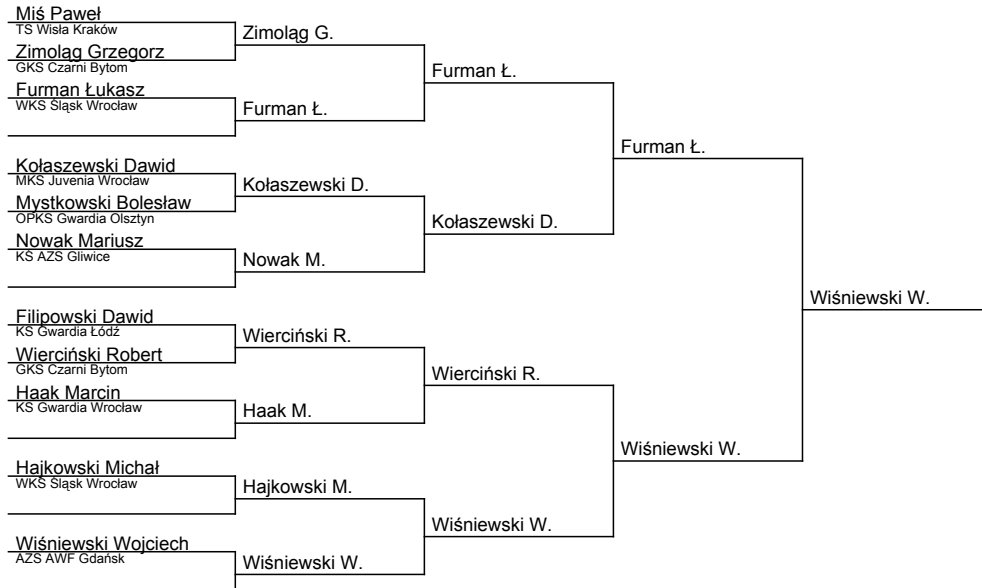 Miś Paweł
TS Wisła Kraków
Zimoląg G.
Zimoląg Grzegorz
GKS Czarni Bytom
Furman Ł.
Furman Łukasz
WKS Śląsk Wrocław
Furman Ł.
Furman Ł.
Kołaszewski Dawid
MKS Juvenia Wrocław
Kołaszewski D.
Mystkowski Bolesław
OPKS Gwardia Olsztyn
Kołaszewski D.
Nowak Mariusz
KS AZS Gliwice
Nowak M.
Wiśniewski W.
Filipowski Dawid
KS Gwardia Łódź
Wierciński R.
Wierciński Robert
GKS Czarni Bytom
Wierciński R.
Haak Marcin
KS Gwardia Wrocław
Haak M.
Wiśniewski W.
Hajkowski Michał
WKS Śląsk Wrocław
Hajkowski M.
Wiśniewski W.
Wiśniewski Wojciech
AZS AWF Gdańsk
Wiśniewski W.